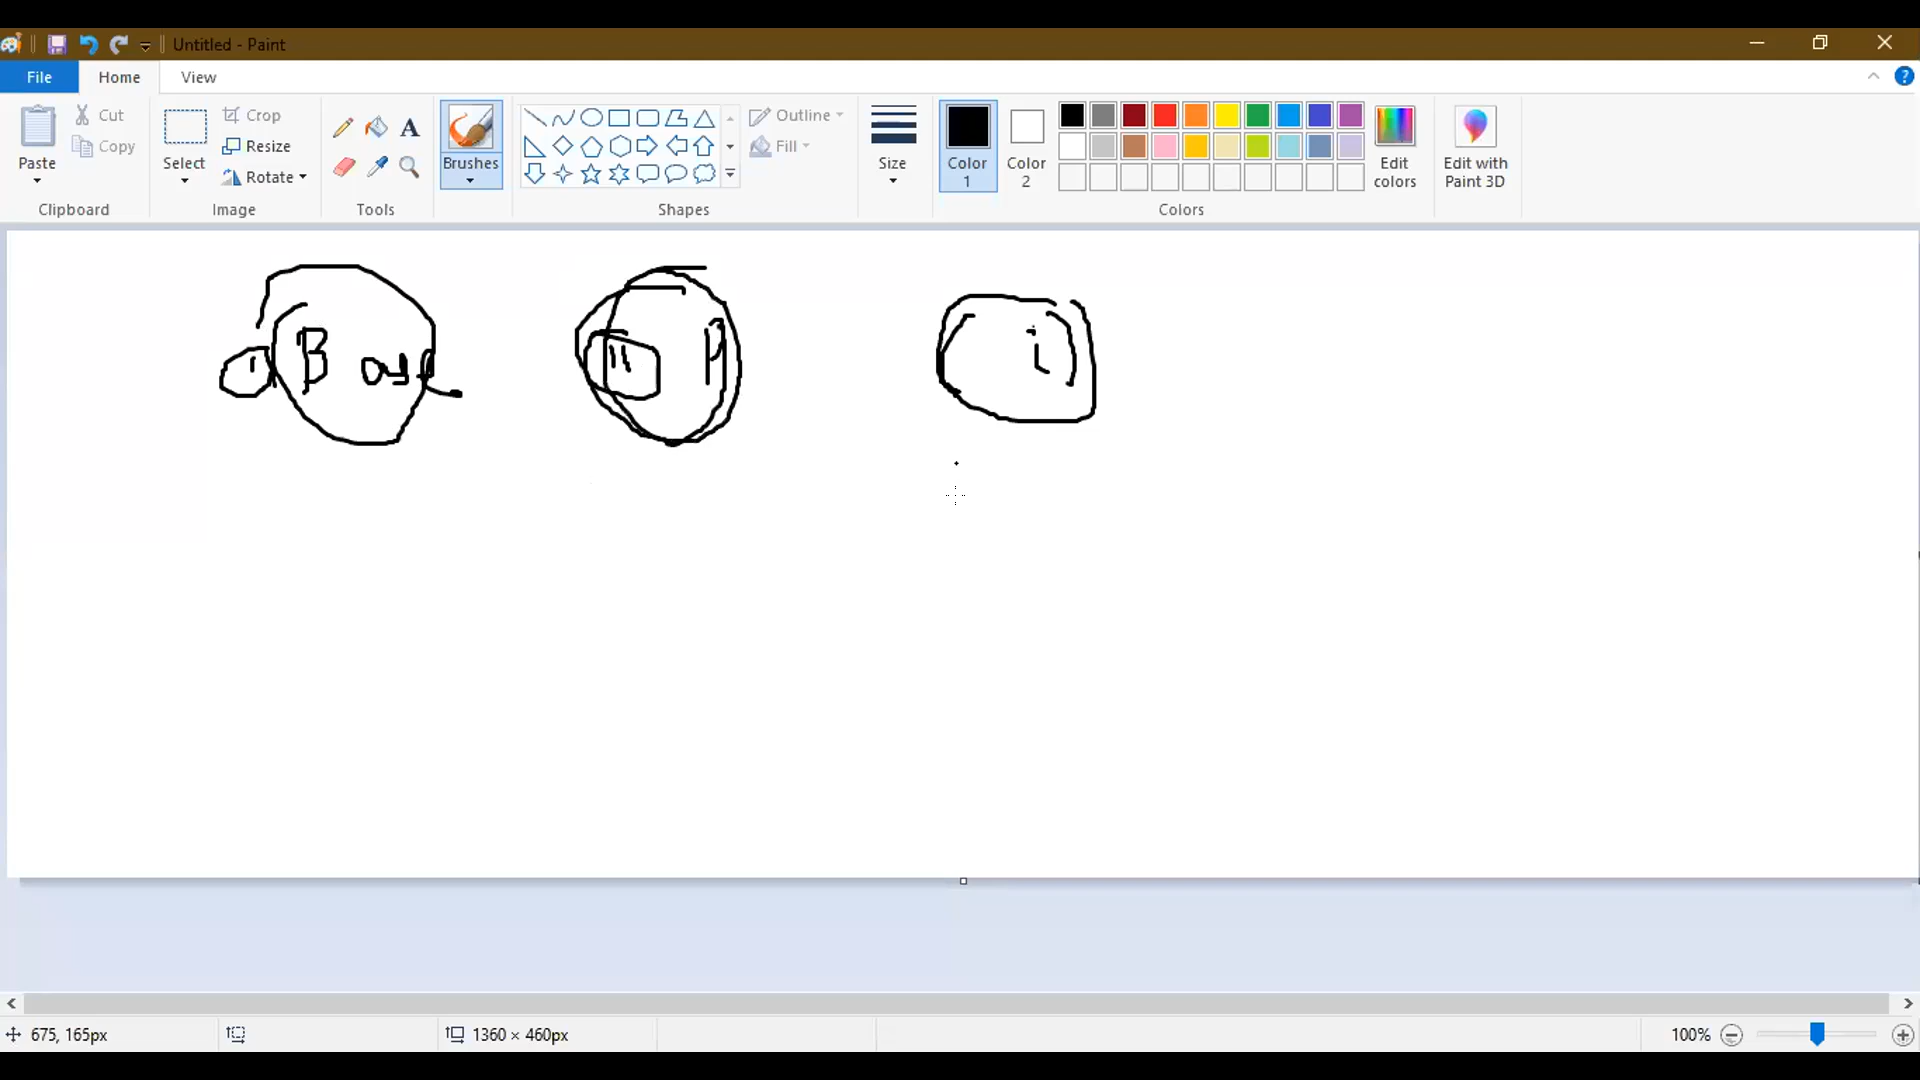 Untitled - Paint
File Home View
Paste Cut Copy Select Crop Resize Rotate A Brushes Outline Fill Size Color 1 Color 2 Edit colors Edit with Paint 3D
Clipboard Image Tools Shapes Colors
Base P i
675, 165px 1360 × 460px 100%